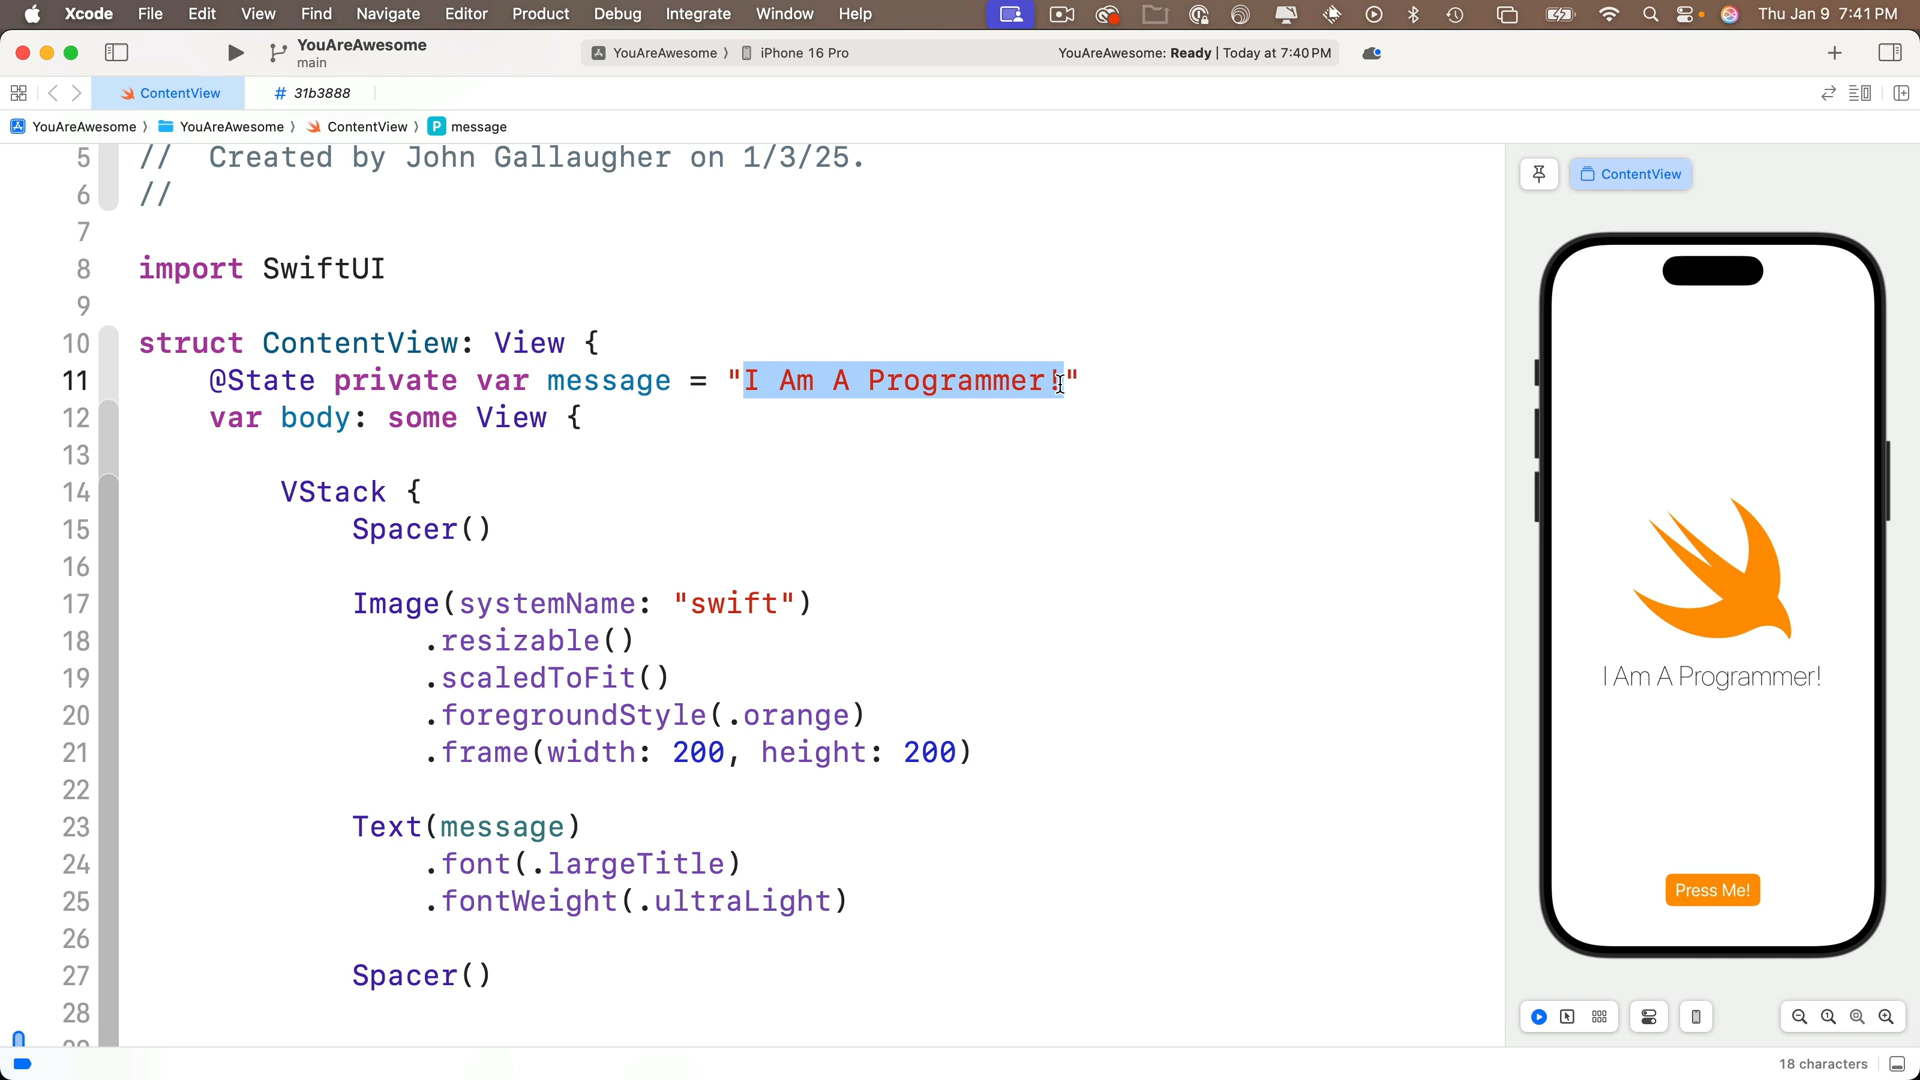 Xcode File Edit View Find Navigate Editor Product Debug Integrate Window Help Thu Jan 9 7:41 PM
YouAreAwesome
main
YouAreAwesome 〉 iPhone 16 Pro
YouAreAwesome: Ready | Today at 7:40 PM
ContentView # 31b3888
YouAreAwesome 〉 YouAreAwesome 〉 ContentView 〉 P message
5 // Created by John Gallaugher on 1/3/25.
6 //
7
8 import SwiftUI
9
10 struct ContentView: View {
11 @State private var message = "I Am A Programmer!"
12 var body: some View {
13
14 VStack {
15 Spacer()
16
17 Image(systemName: "swift")
18 .resizable()
19 .scaledToFit()
20 .foregroundStyle(.orange)
21 .frame(width: 200, height: 200)
22
23 Text(message)
24 .font(.largeTitle)
25 .fontWeight(.ultraLight)
26
27 Spacer()
28
ContentView
I Am A Programmer!
Press Me!
18 characters